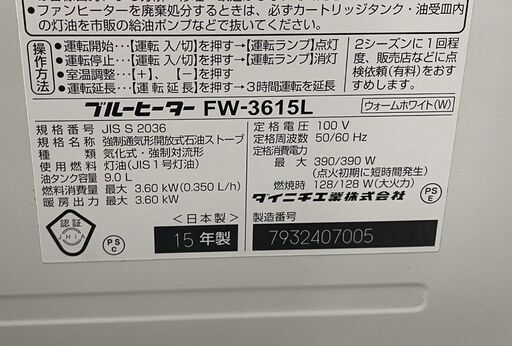 ●ファンヒーターを廃棄処分するときは、必ずカートリッジタンク・油受皿内
の灯油を市販の給油ポンプなどで抜いてください。
操作方法
●運転開始…【運転 入/切】→【運転ランプ】点灯
●運転停止…【運転 入/切】→【運転ランプ】消灯
●室温調整…【+】、【-】
●運転延長…【運転 延長】→3時間運転を延長
2シーズンに1回程
度、販売店などに点
検依頼(有料)をおす
すめします。
ブルーヒーター FW-3615L
ウォームホワイト(W)
規格番号 JIS S 2036
種類 強制通気形開放式石油ストーブ
気化式・強制対流形
使用燃料 灯油(JIS1号灯油)
油タンク容量 9.0 L
燃料消費量 最大 3.60 kW(0.350 L/h)
暖房出力 最大 3.60 kW
定格電圧 100 V
定格周波数 50/60 Hz
定格消費電力
最大 390/390 W
(点火初期に短時間発生)
燃焼時 128/128 W(大火力)
ダイニチ工業株式会社
PS
E
認証
JHIA
PS
C
<日本製>
15 年製
製造番号
7932407005